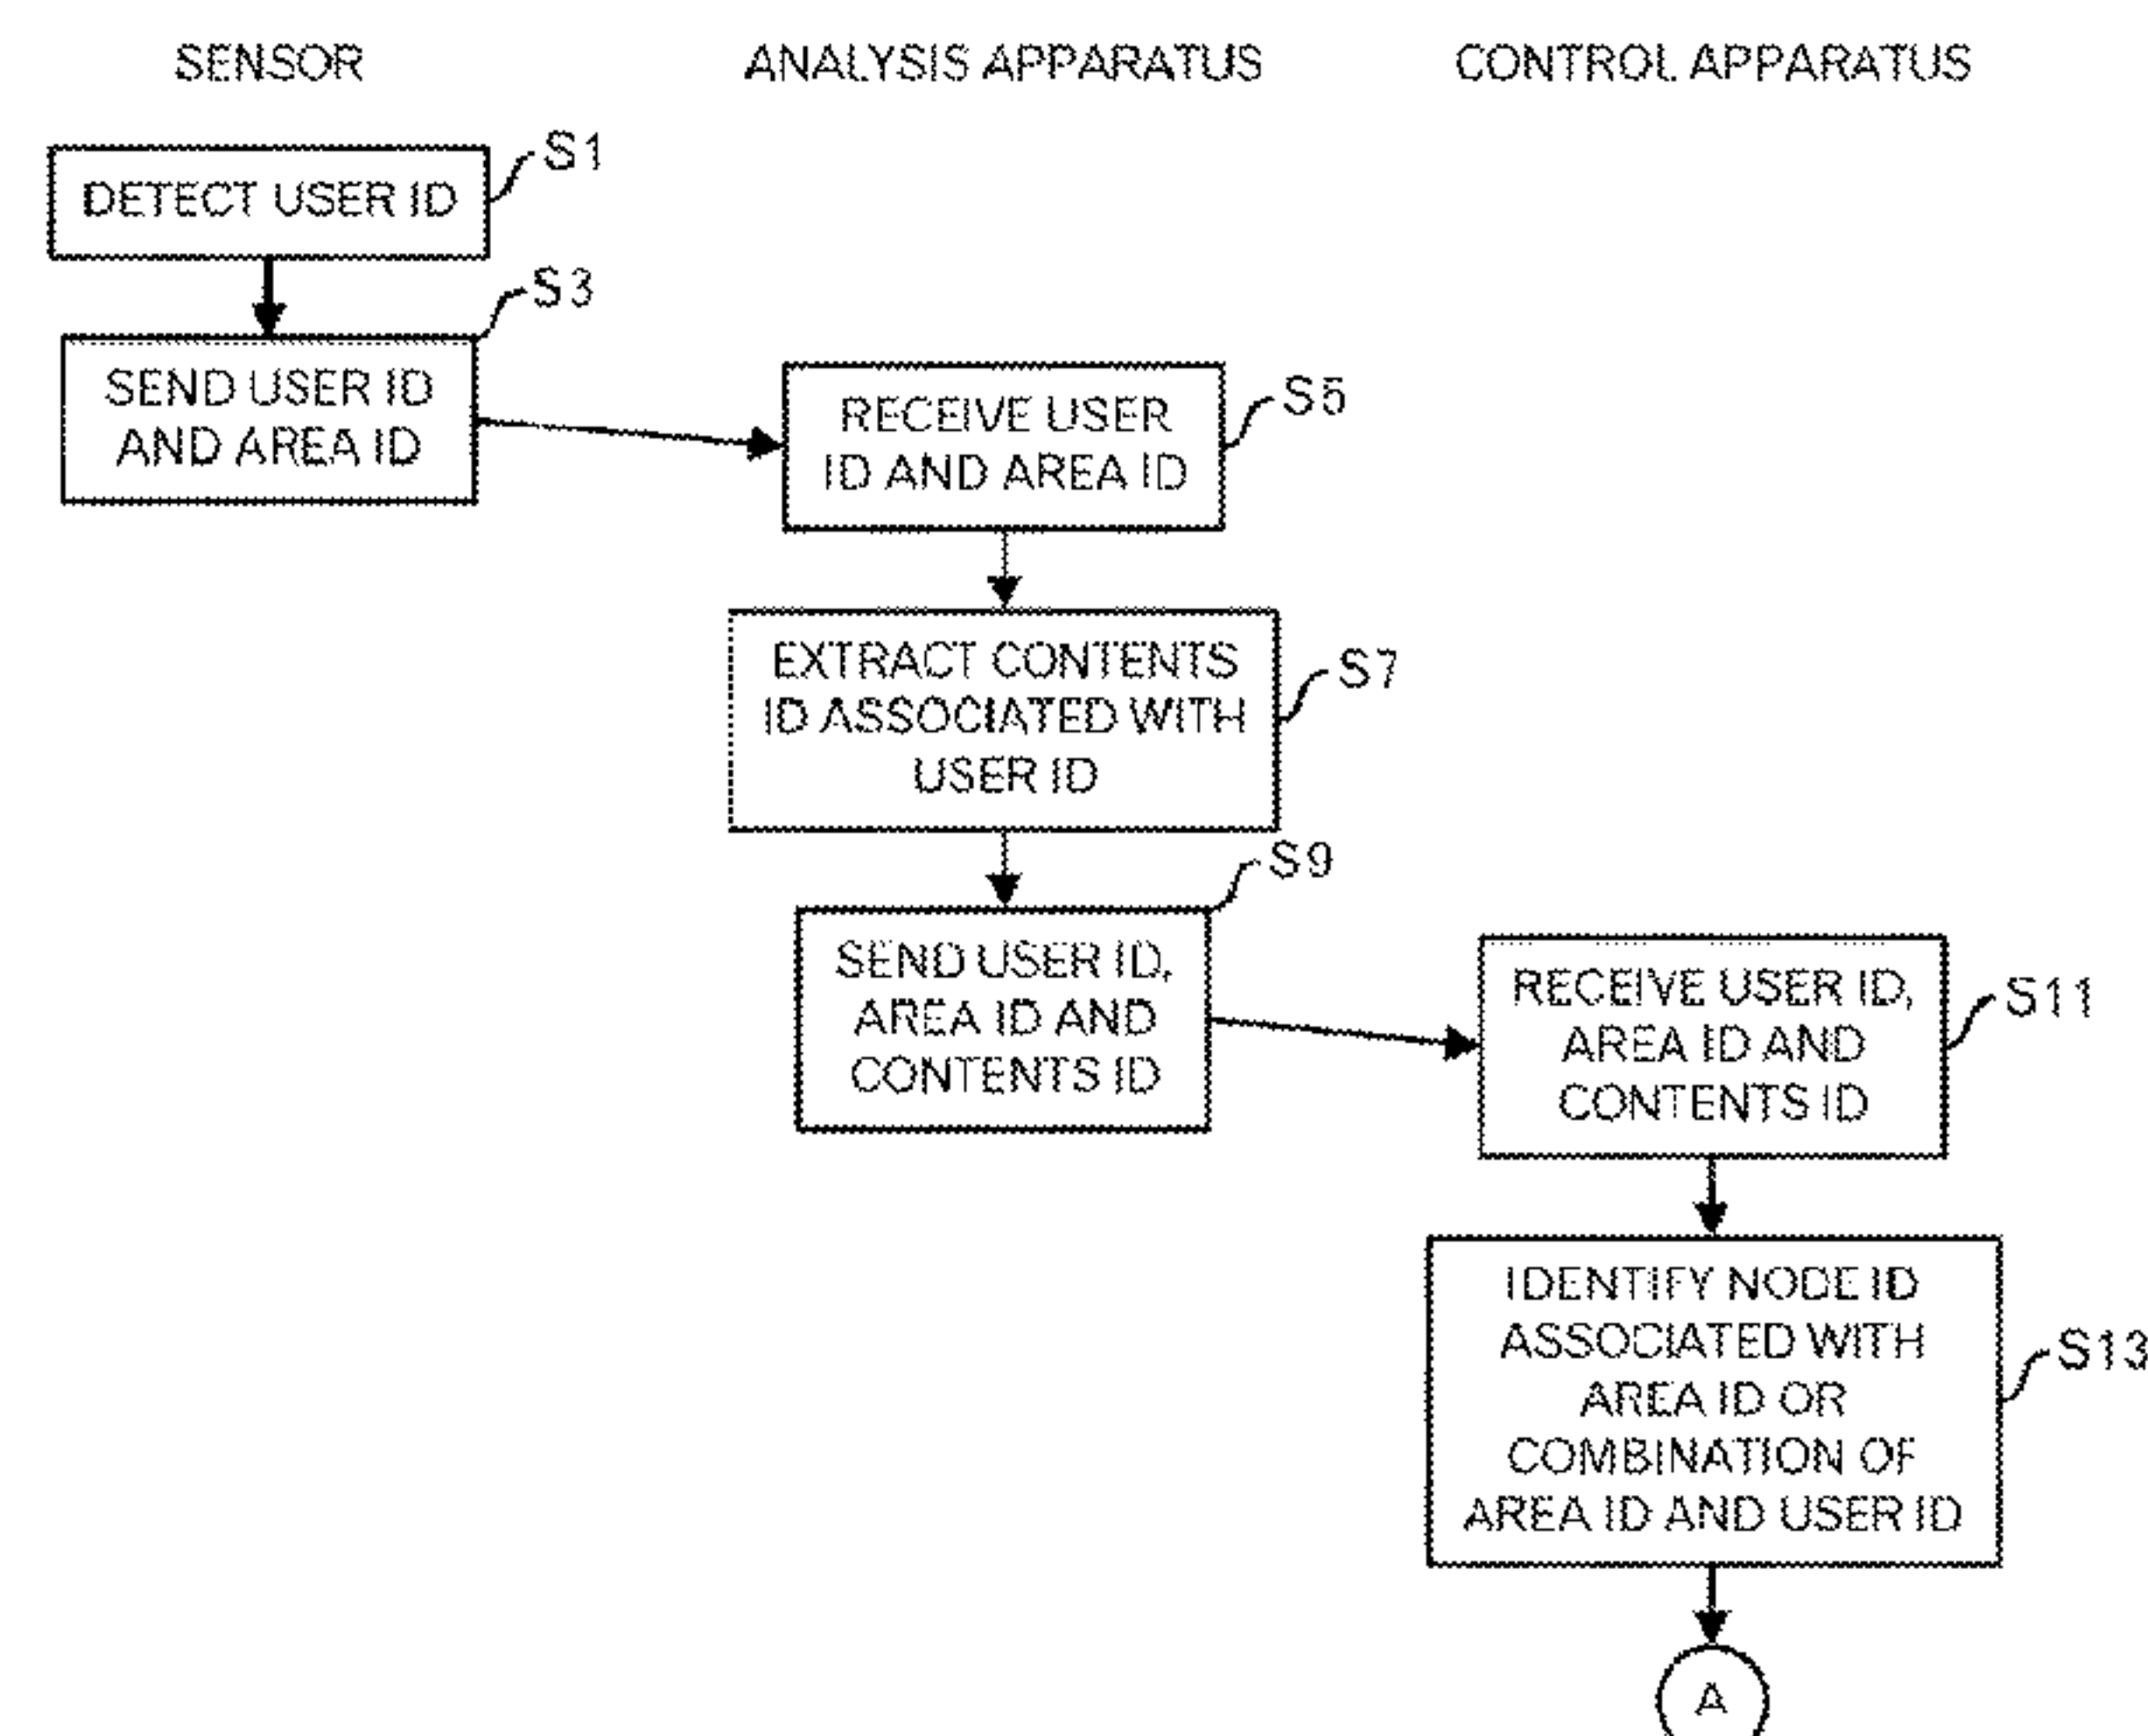 SENSOR
ANALYSIS APPARATUS
CONTROL APPARATUS
DETECT USER ID
S1
SEND USER ID
AND AREA ID
S3
RECEIVE USER
ID AND AREA ID
S5
EXTRACT CONTENTS
ID ASSOCIATED WITH
USER ID
S7
SEND USER ID,
AREA ID AND
CONTENTS ID
S9
RECEIVE USER ID,
AREA ID AND
CONTENTS ID
S11
IDENTIFY NODE ID
ASSOCIATED WITH
AREA ID OR
COMBINATION OF
AREA ID AND USER ID
S13
A